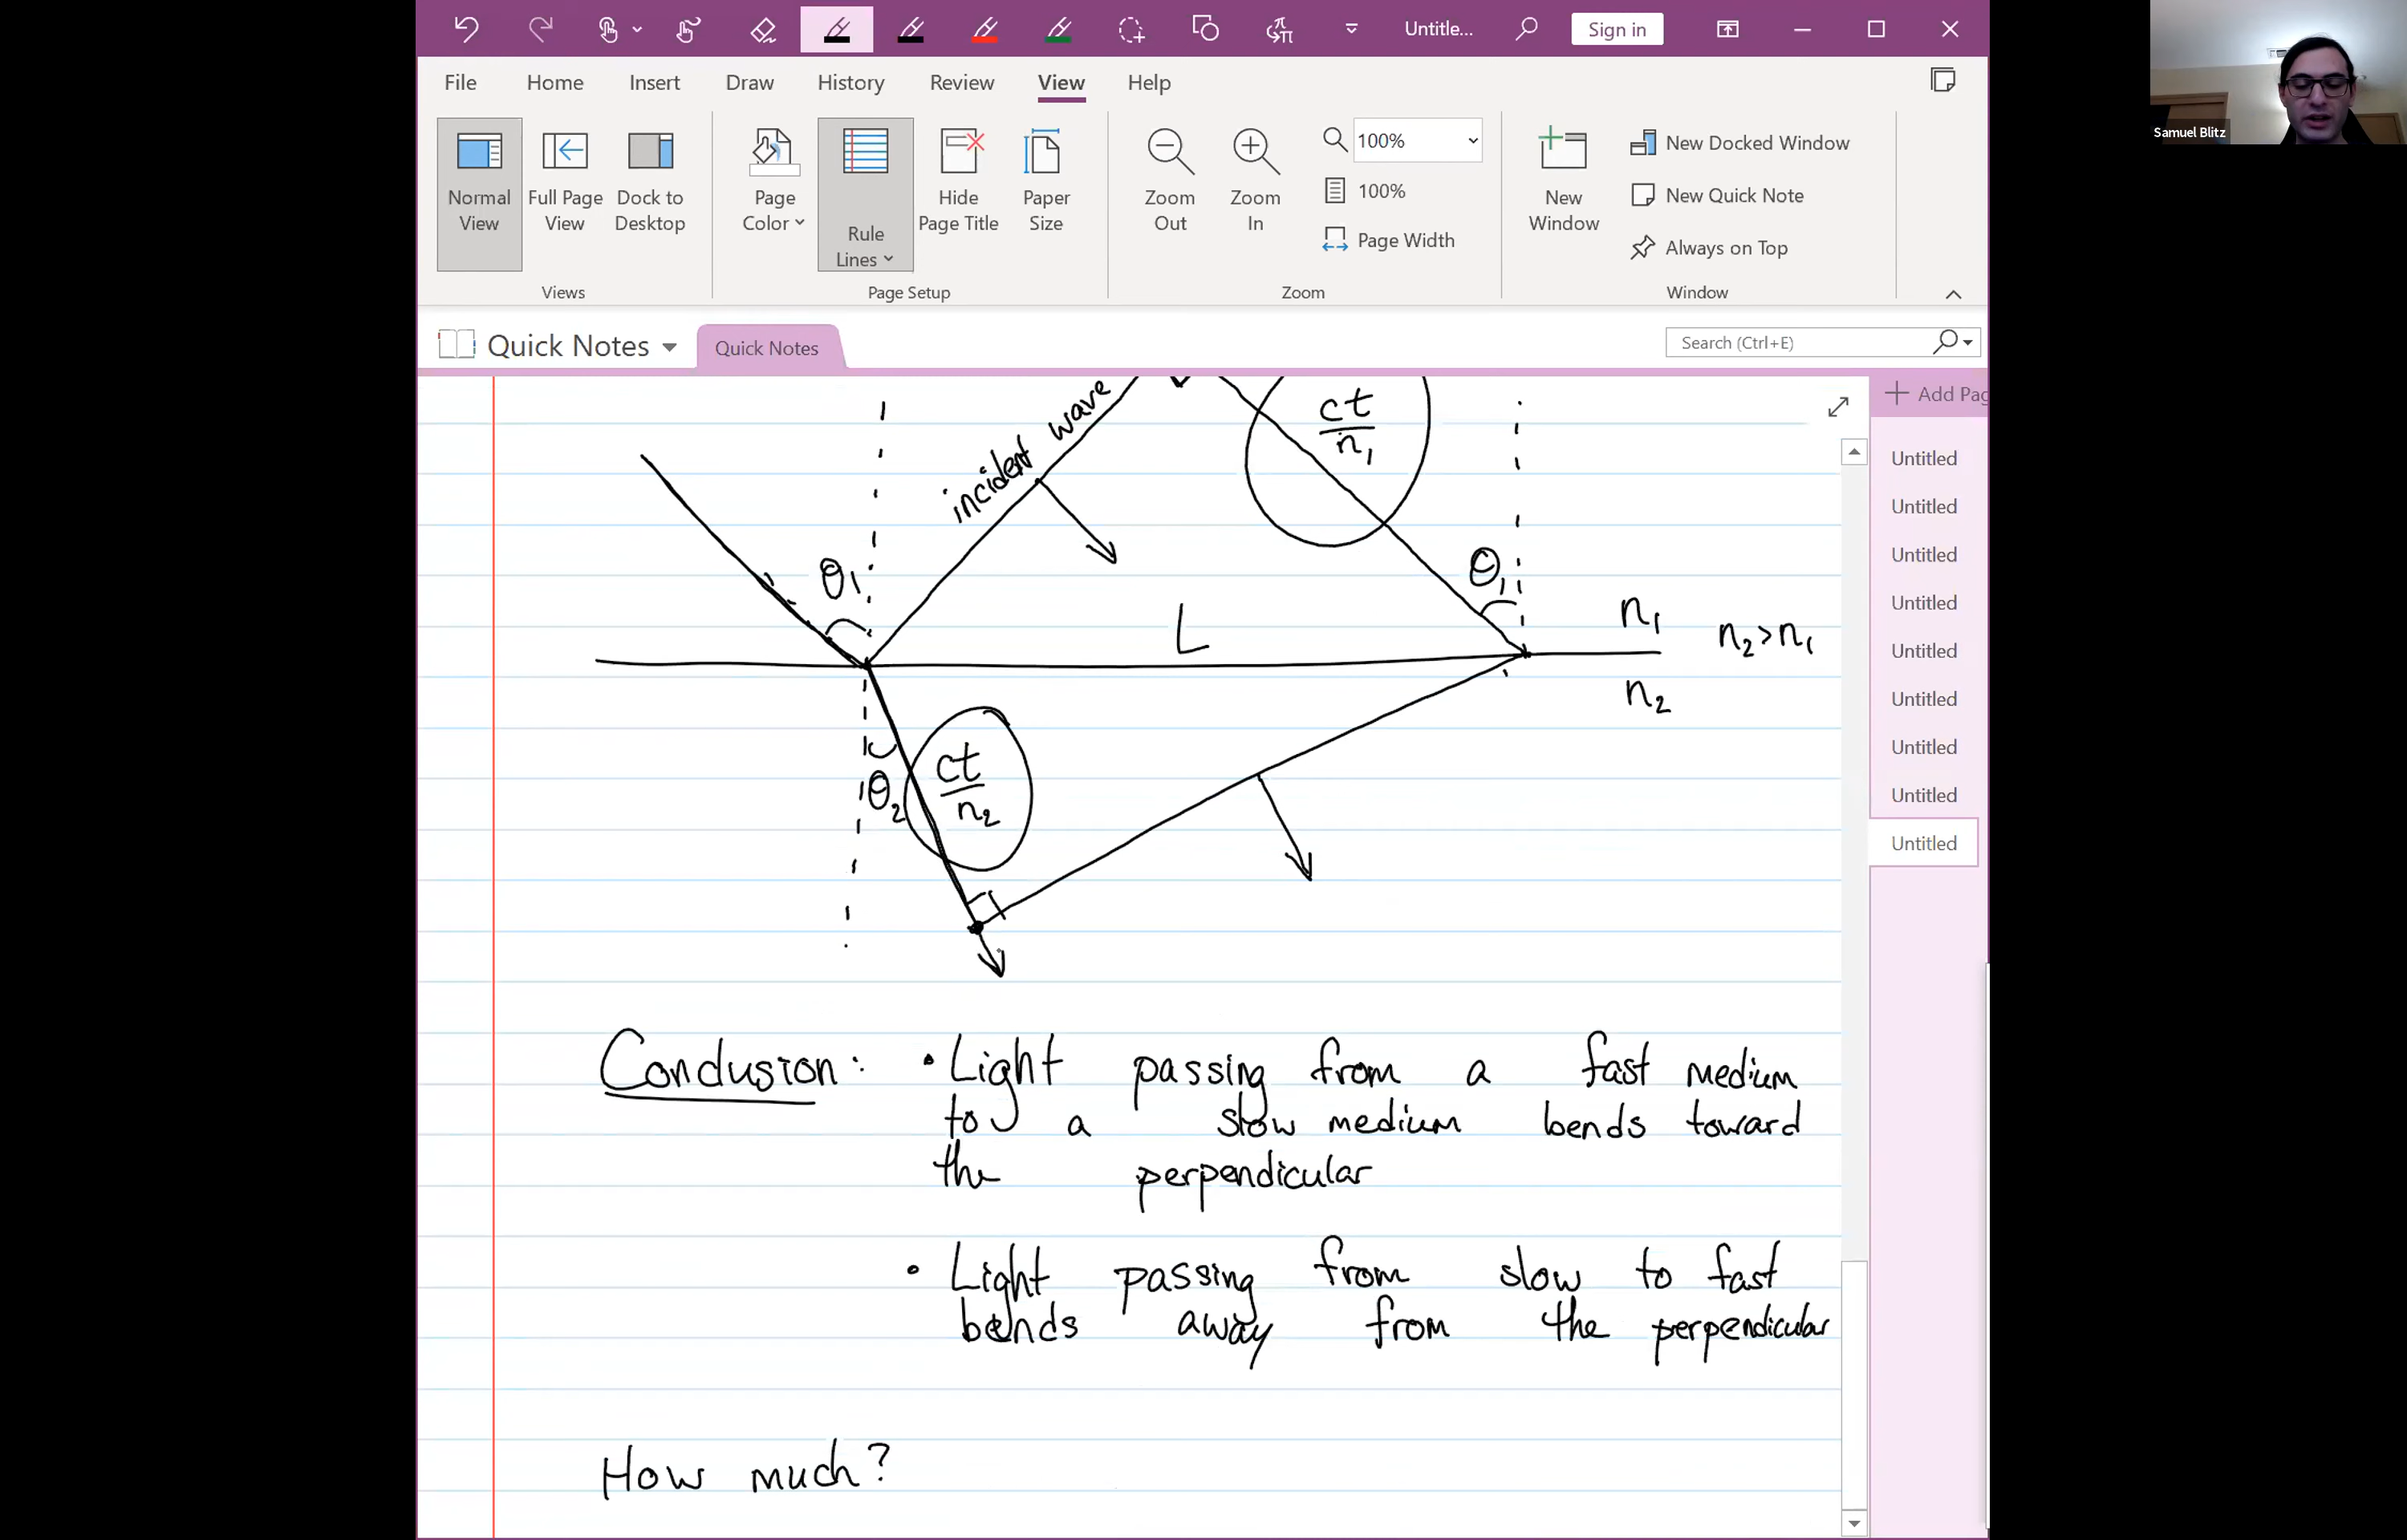 Untitle...
Sign in
File Home Insert Draw History Review View Help
Normal View
Full Page View
Dock to Desktop
Views
Page Color
Rule Lines
Hide Page Title
Paper Size
Page Setup
Zoom Out
Zoom In
100%
100%
Page Width
Zoom
New Window
New Docked Window
New Quick Note
Always on Top
Window
Samuel Blitz
Quick Notes
Quick Notes
Search (Ctrl+E)
Add Pag
Untitled
Untitled
Untitled
Untitled
Untitled
Untitled
Untitled
Untitled
Untitled
incident wave
ct/n₁
θ₁
θ₁
L
n₁
n₂>n₁
n₂
θ₂
ct/n₂
Conclusion: • Light passing from a fast medium
to a slow medium bends toward
the perpendicular
• Light passing from slow to fast
bends away from the perpendicular
How much?